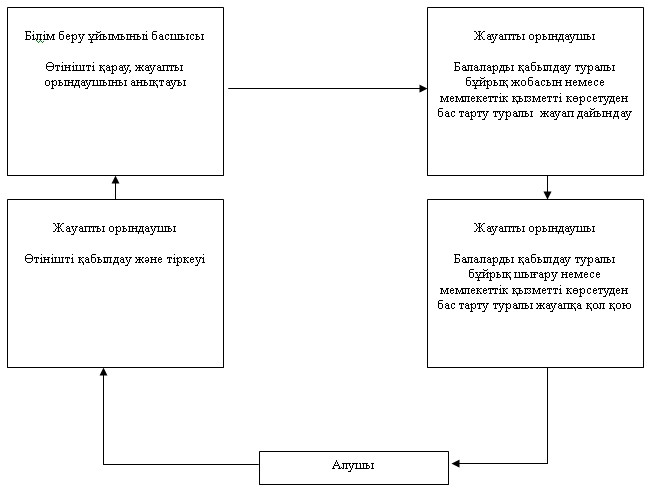 Білім беру ұйымының басшысы
Өтінішті қарау, жауапты
орындаушыны анықтауы
Жауапты орындаушы
Балаларды қабылдау туралы
бұйрық жобасын немесе
мемлекеттік қызметті көрсетуден
бас тарту туралы жауап дайындау
Жауапты орындаушы
Өтінішті қабылдау және тіркеуі
Жауапты орындаушы
Балаларды қабылдау туралы
бұйрық шығару немесе
мемлекеттік қызметті көрсетуден
бас тарту туралы жауапқа қол қою
Алушы